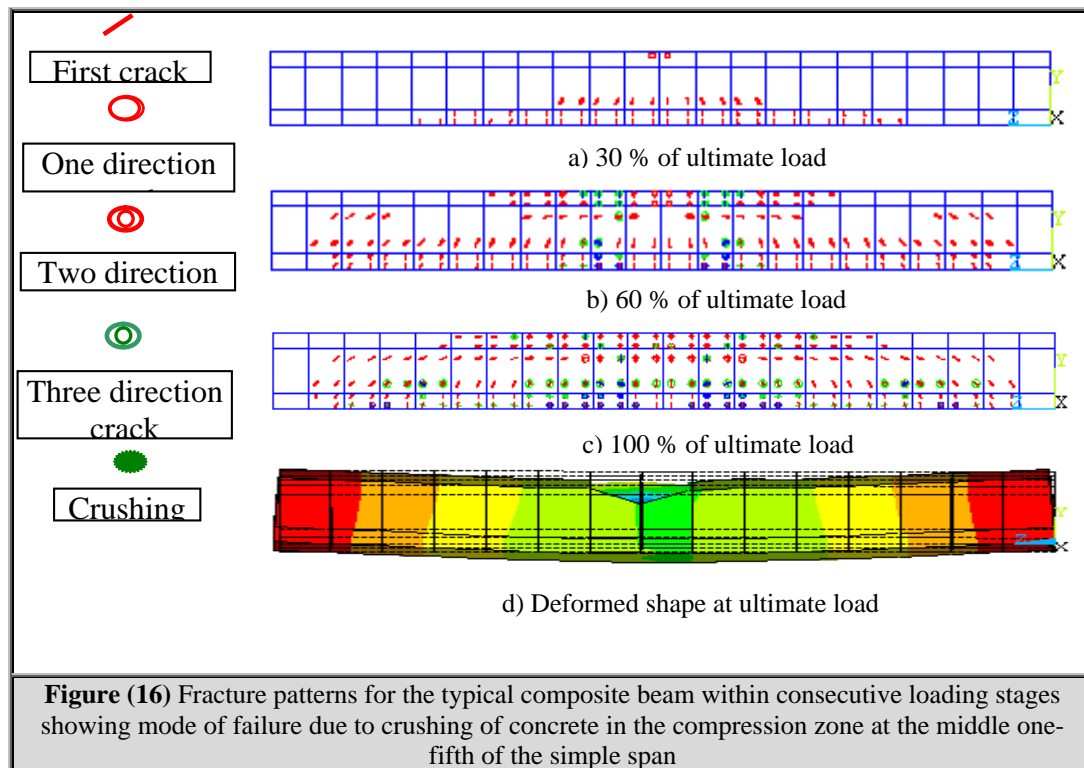 First crack
One direction
Two direction
Three direction
crack
Crushing
Y
Z
X
a) 30 % of ultimate load
Y
X
b) 60 % of ultimate load
Y
Z
X
c) 100 % of ultimate load
Y
Z
X
d) Deformed shape at ultimate load
Figure (16) Fracture patterns for the typical composite beam within consecutive loading stages
showing mode of failure due to crushing of concrete in the compression zone at the middle one-
fifth of the simple span